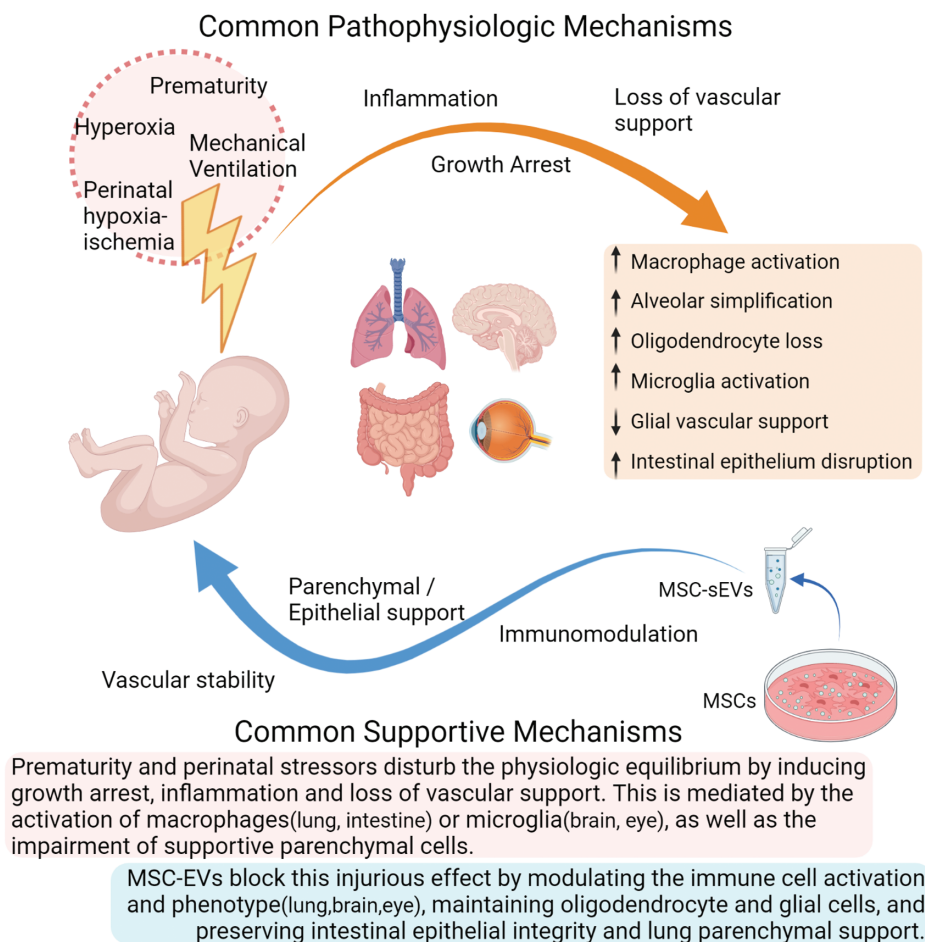 Common Pathophysiologic Mechanisms
Prematurity
Hyperoxia
Mechanical
Ventilation
Perinatal
hypoxia-
ischemia
Inflammation
Growth Arrest
Loss of vascular
support
Macrophage activation
Alveolar simplification
Oligodendrocyte loss
Microglia activation
Glial vascular support
Intestinal epithelium disruption
MSC-sEVs
MSCs
Immunomodulation
Parenchymal /
Epithelial support
Vascular stability
Common Supportive Mechanisms
Prematurity and perinatal stressors disturb the physiologic equilibrium by inducing
growth arrest, inflammation and loss of vascular support. This is mediated by the
activation of macrophages(lung, intestine) or microglia(brain, eye), as well as the
impairment of supportive parenchymal cells.
MSC-EVs block this injurious effect by modulating the immune cell activation
and phenotype(lung,brain,eye), maintaining oligodendrocyte and glial cells, and
preserving intestinal epithelial integrity and lung parenchymal support.